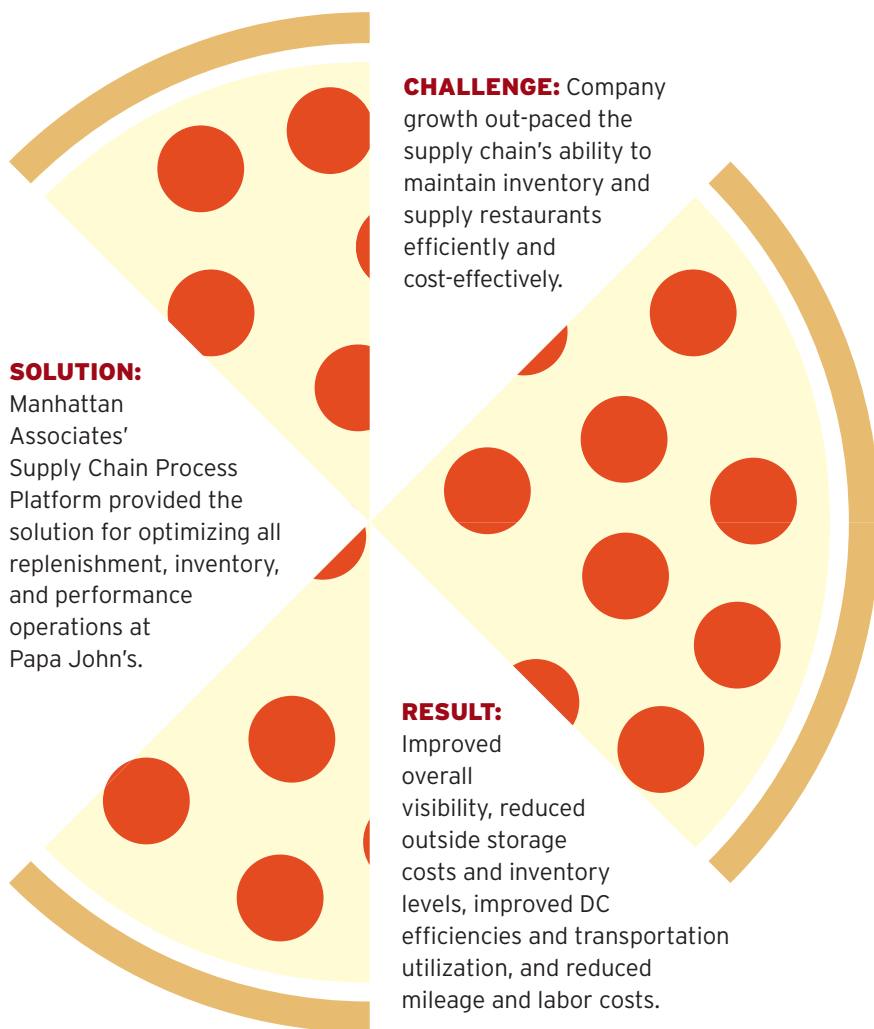 CHALLENGE: Company
growth out-paced the
supply chain's ability to
maintain inventory and
supply restaurants
efficiently and
cost-effectively.
SOLUTION:
Manhattan
Associates'
Supply Chain Process
Platform provided the
solution for optimizing all
replenishment, inventory,
and performance
operations at
Papa John's.
RESULT:
Improved
overall
visibility, reduced
outside storage
costs and inventory
levels, improved DC
efficiencies and transportation
utilization, and reduced
mileage and labor costs.